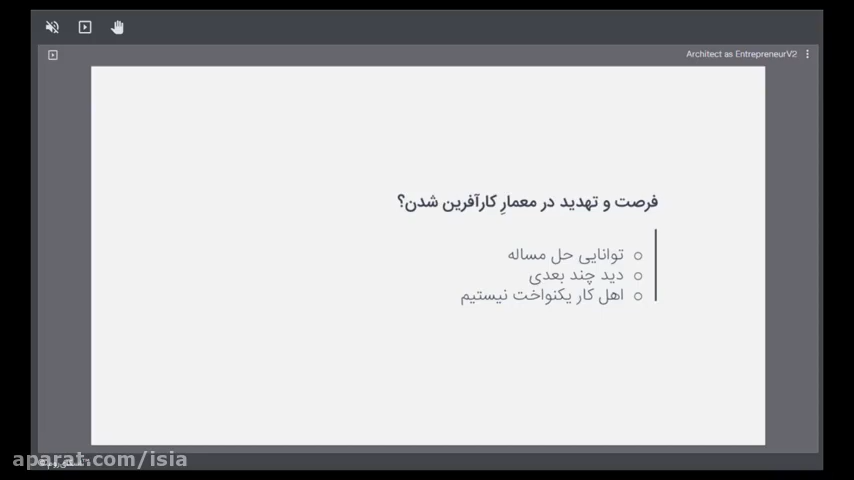 Architect as EntrepreneurV2
فرصت و تهدید در معمارِ کارآفرین شدن؟
توانایی حل مساله
دید چند بعدی
اهل کار یکنواخت نیستیم
aparat.com/isia